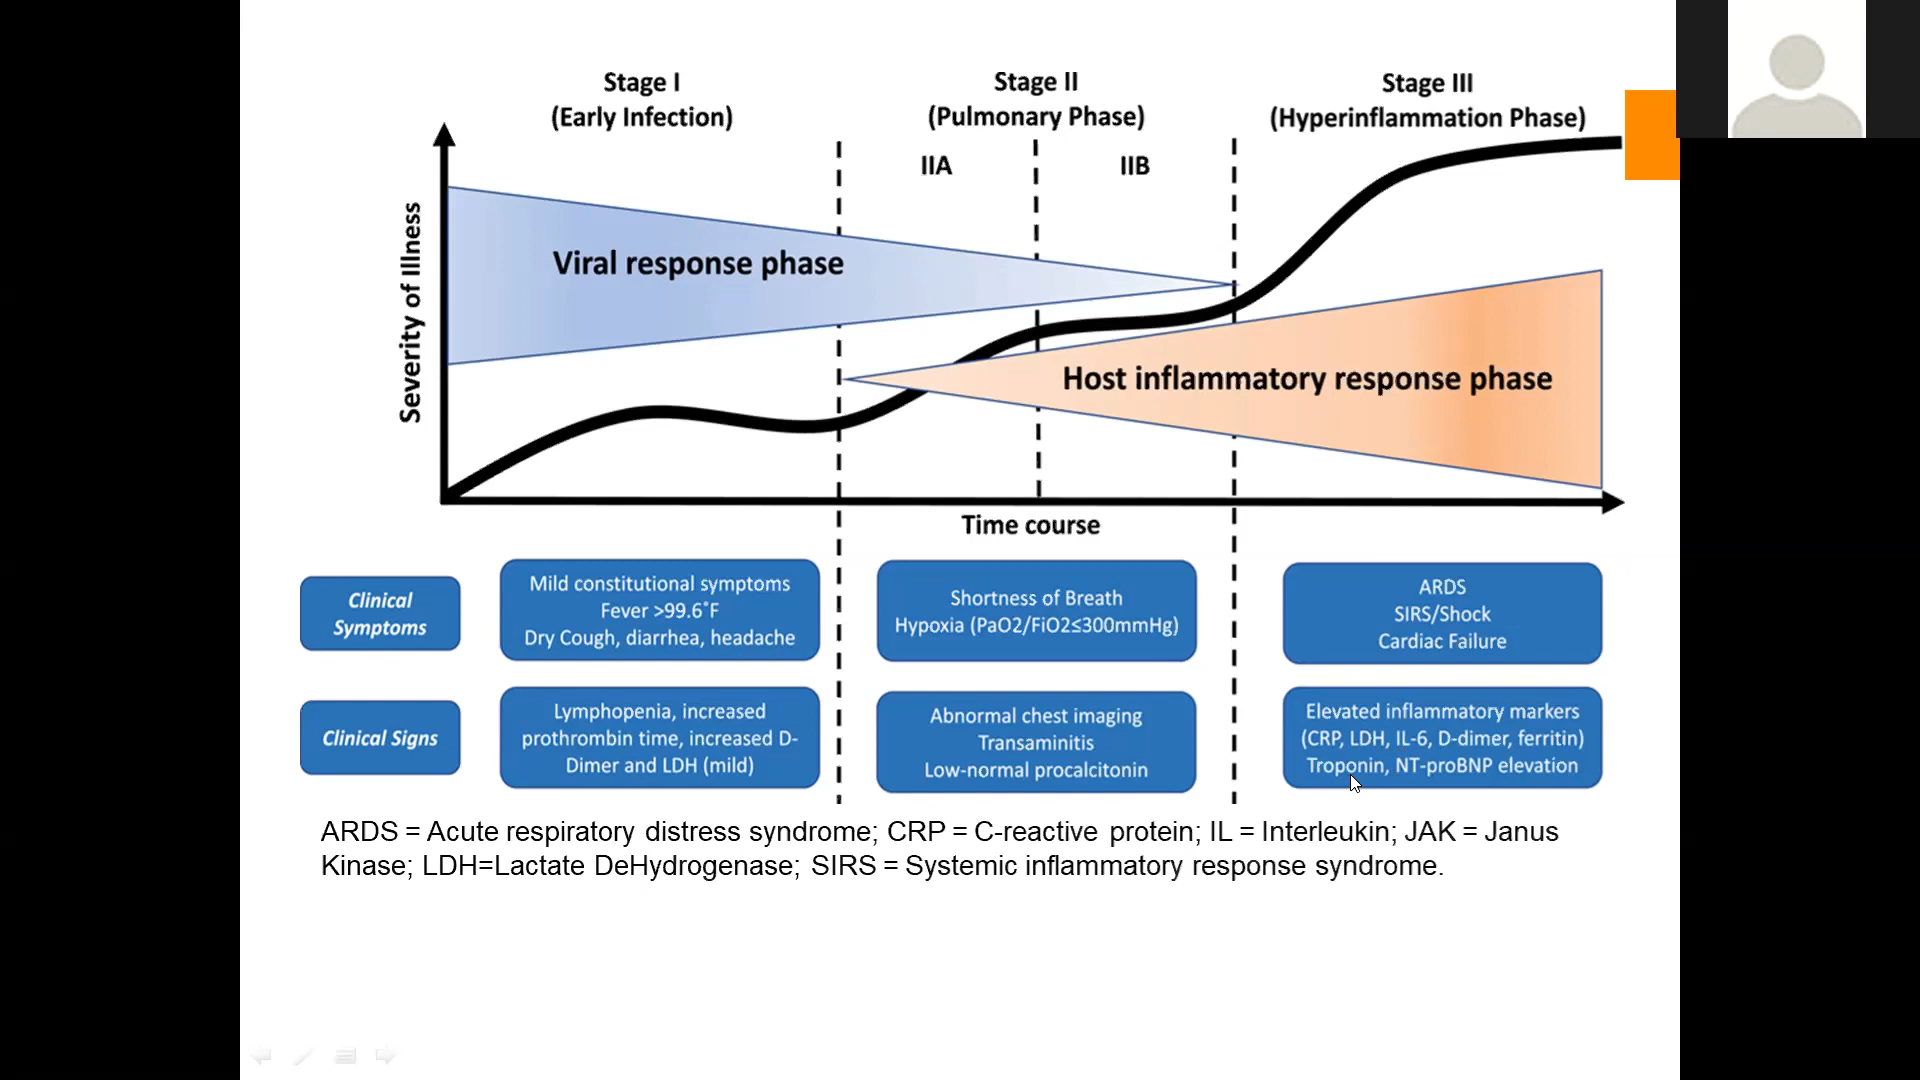 Stage I
(Early Infection)
Stage II
(Pulmonary Phase)
Stage III
(Hyperinflammation Phase)
IIA
IIB
Severity of Illness
Viral response phase
Host inflammatory response phase
Time course
Clinical
Symptoms
Mild constitutional symptoms
Fever >99.6°F
Dry Cough, diarrhea, headache
Shortness of Breath
Hypoxia (PaO2/FiO2≤300mmHg)
ARDS
SIRS/Shock
Cardiac Failure
Clinical Signs
Lymphopenia, increased
prothrombin time, increased D-
Dimer and LDH (mild)
Abnormal chest imaging
Transaminitis
Low-normal procalcitonin
Elevated inflammatory markers
(CRP, LDH, IL-6, D-dimer, ferritin)
Troponin, NT-proBNP elevation
ARDS = Acute respiratory distress syndrome; CRP = C-reactive protein; IL = Interleukin; JAK = Janus
Kinase; LDH=Lactate DeHydrogenase; SIRS = Systemic inflammatory response syndrome.